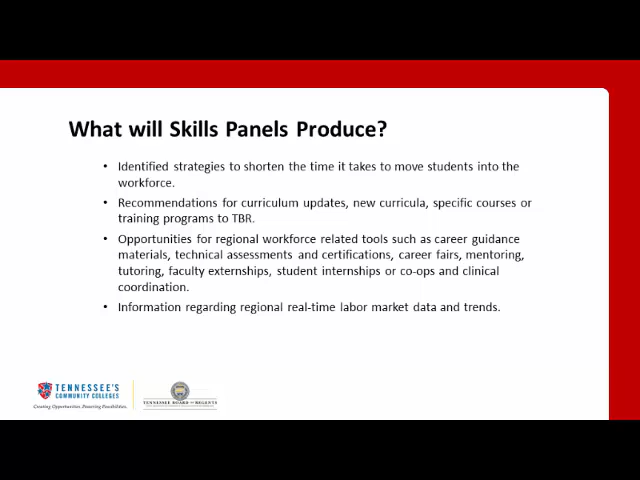 What will Skills Panels Produce?
• Identified strategies to shorten the time it takes to move students into the
workforce.
• Recommendations for curriculum updates, new curricula, specific courses or
training programs to TBR.
• Opportunities for regional workforce related tools such as career guidance
materials, technical assessments and certifications, career fairs, mentoring,
tutoring, faculty externships, student internships or co-ops and clinical
coordination.
• Information regarding regional real-time labor market data and trends.
TENNESSEE'S
COMMUNITY COLLEGES
Creating Opportunities. Powering Possibilities.
TENNESSEE BOARD OF REGENTS